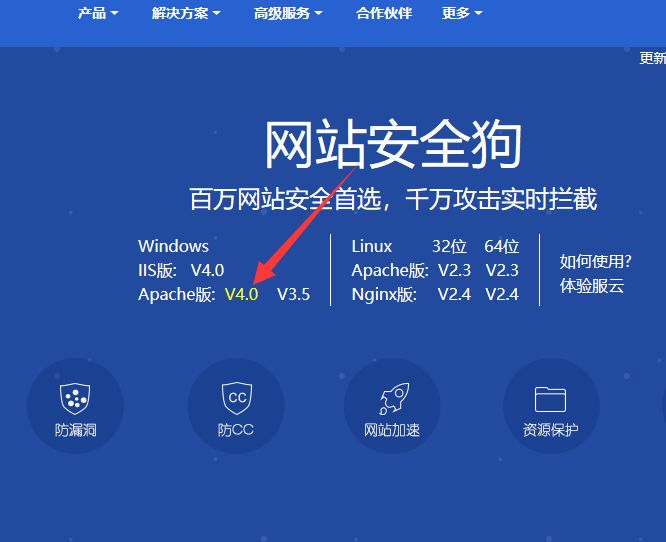 产品 解决方案 高级服务 合作伙伴 更多
更新
网站安全狗
百万网站安全首选，千万攻击实时拦截
Windows
IIS版: V4.0
Apache版: V4.0 V3.5
Linux 32位 64位
Apache版: V2.3 V2.3
Nginx版: V2.4 V2.4
如何使用?
体验服云
CC
防漏洞 防CC 网站加速 资源保护